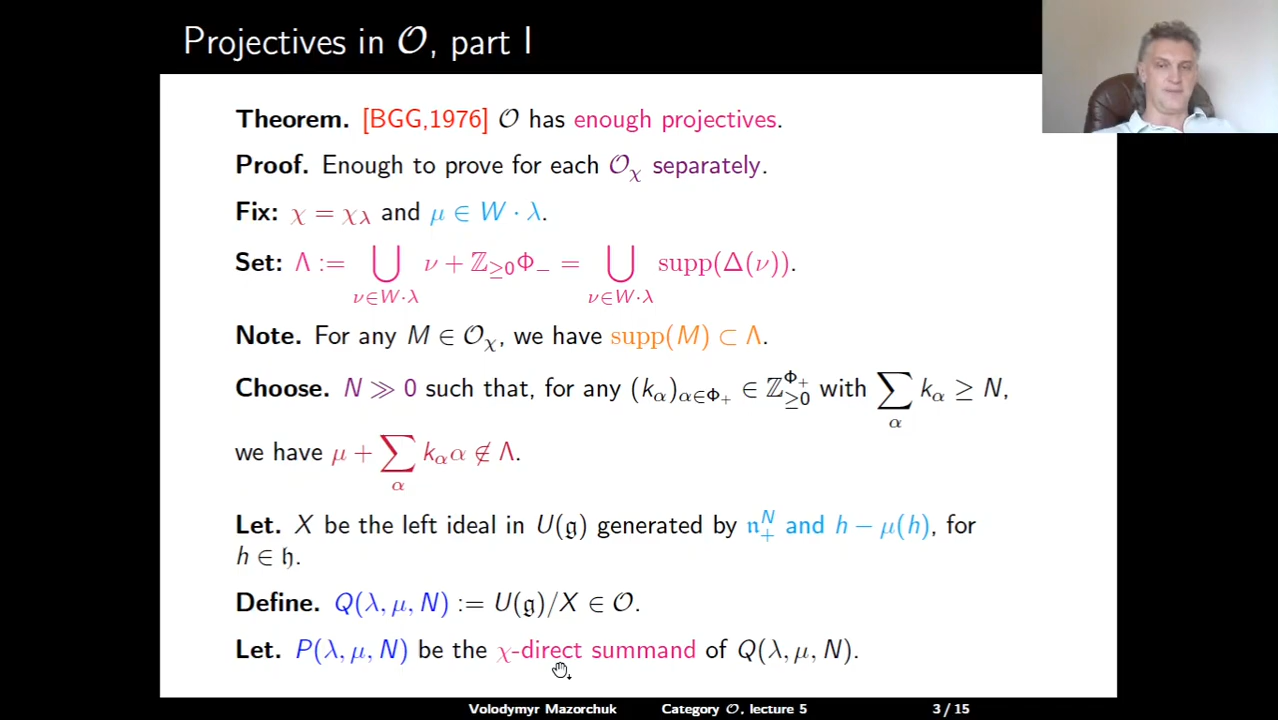 Projectives in 𝒪, part I
Theorem. [BGG,1976] 𝒪 has enough projectives.
Proof. Enough to prove for each 𝒪_χ separately.
Fix: χ = χ_λ and μ ∈ W · λ.
Set: Λ := ⋃_{ν∈W·λ} ν + ℤ_{≥0}Φ_− = ⋃_{ν∈W·λ} supp(Δ(ν)).
Note. For any M ∈ 𝒪_χ, we have supp(M) ⊂ Λ.
Choose. N ≫ 0 such that, for any (k_α)_{α∈Φ_+} ∈ ℤ_{≥0}^{Φ_+} with ∑_α k_α ≥ N,
we have μ + ∑_α k_α α ∉ Λ.
Let. X be the left ideal in U(𝔤) generated by 𝔫_+^N and h − μ(h), for
h ∈ 𝔥.
Define. Q(λ, μ, N) := U(𝔤)/X ∈ 𝒪.
Let. P(λ, μ, N) be the χ-direct summand of Q(λ, μ, N).
Volodymyr Mazorchuk Category 𝒪, lecture 5 3 / 15